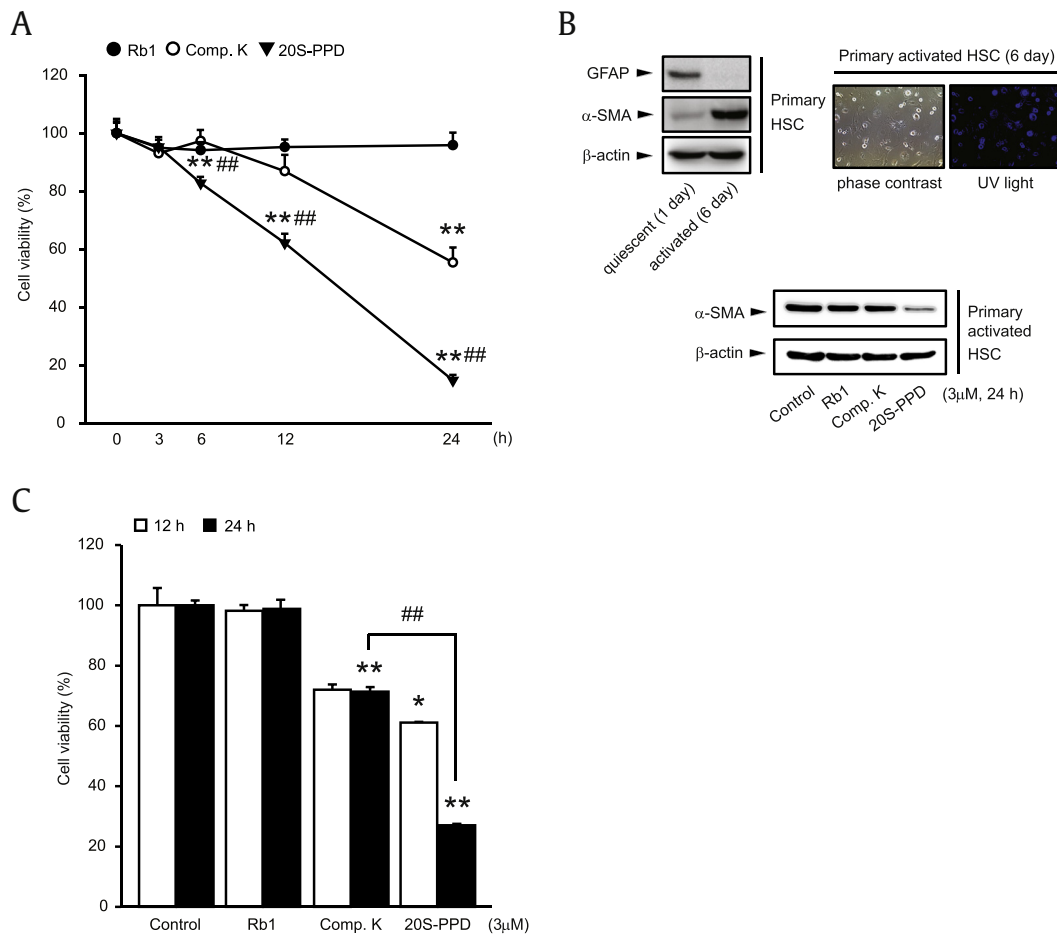 A
Rb1 Comp. K 20S-PPD
120
100
80
60
40
20
0
Cell viability (%)
** ##
** ##
**
** ##
0 3 6 12 24 (h)
B
GFAP
α-SMA
β-actin
Primary
HSC
quiescent (1 day)
activated (6 day)
Primary activated HSC (6 day)
phase contrast UV light
α-SMA
β-actin
Primary
activated
HSC
Control Rb1 Comp. K 20S-PPD (3μM, 24 h)
C
12 h 24 h
120
100
80
60
40
20
0
Cell viability (%)
##
**
*
**
Control Rb1 Comp. K 20S-PPD (3μM)